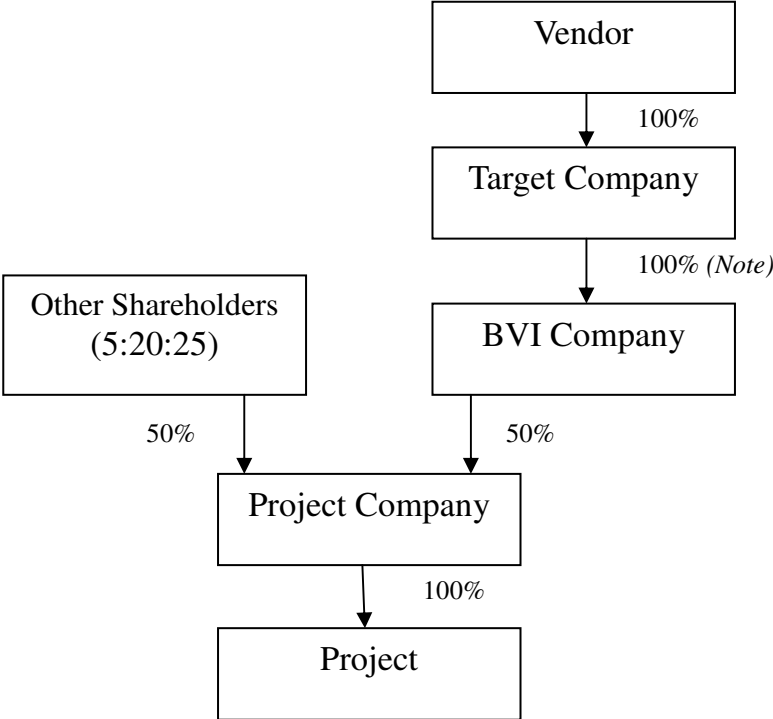 Vendor
100%
Target Company
100% (Note)
Other Shareholders
(5:20:25)
BVI Company
50%
50%
Project Company
100%
Project